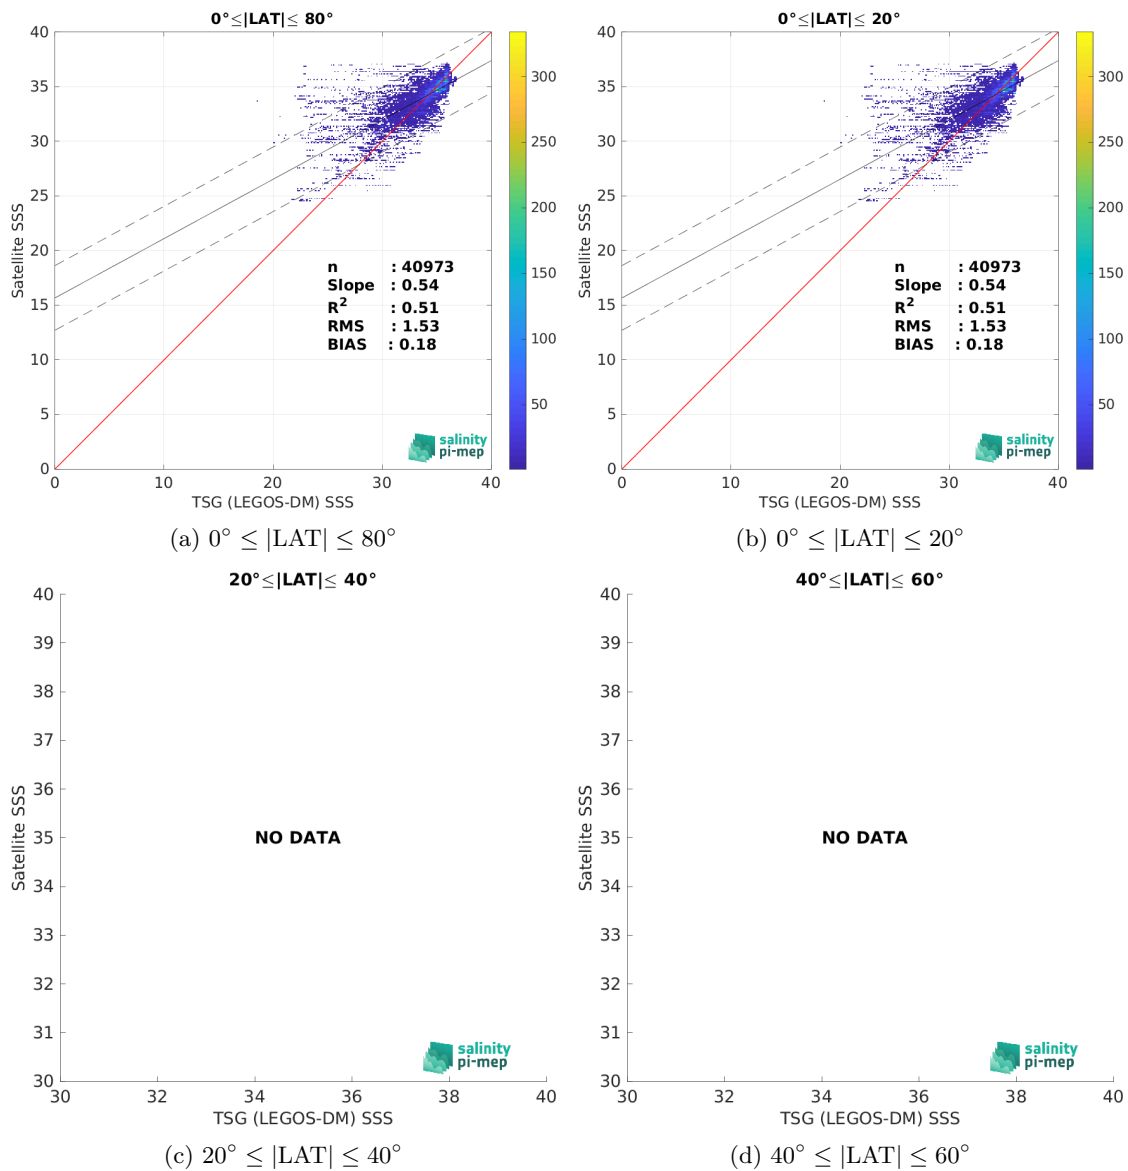 0°≤|LAT|≤ 80°
40
35
30
25
20
15
10
5
0
Satellite SSS
0
10
20
30
40
TSG (LEGOS-DM) SSS
n : 40973
Slope : 0.54
R² : 0.51
RMS : 1.53
BIAS : 0.18
salinity
pi-mep
300
250
200
150
100
50
(a) 0° ≤ |LAT| ≤ 80°
0°≤|LAT|≤ 20°
40
35
30
25
20
15
10
5
0
Satellite SSS
0
10
20
30
40
TSG (LEGOS-DM) SSS
n : 40973
Slope : 0.54
R² : 0.51
RMS : 1.53
BIAS : 0.18
salinity
pi-mep
300
250
200
150
100
50
(b) 0° ≤ |LAT| ≤ 20°
20°≤|LAT|≤ 40°
40
39
38
37
36
35
34
33
32
31
30
Satellite SSS
NO DATA
salinity
pi-mep
30
32
34
36
38
40
TSG (LEGOS-DM) SSS
(c) 20° ≤ |LAT| ≤ 40°
40°≤|LAT|≤ 60°
40
39
38
37
36
35
34
33
32
31
30
Satellite SSS
NO DATA
salinity
pi-mep
30
32
34
36
38
40
TSG (LEGOS-DM) SSS
(d) 40° ≤ |LAT| ≤ 60°